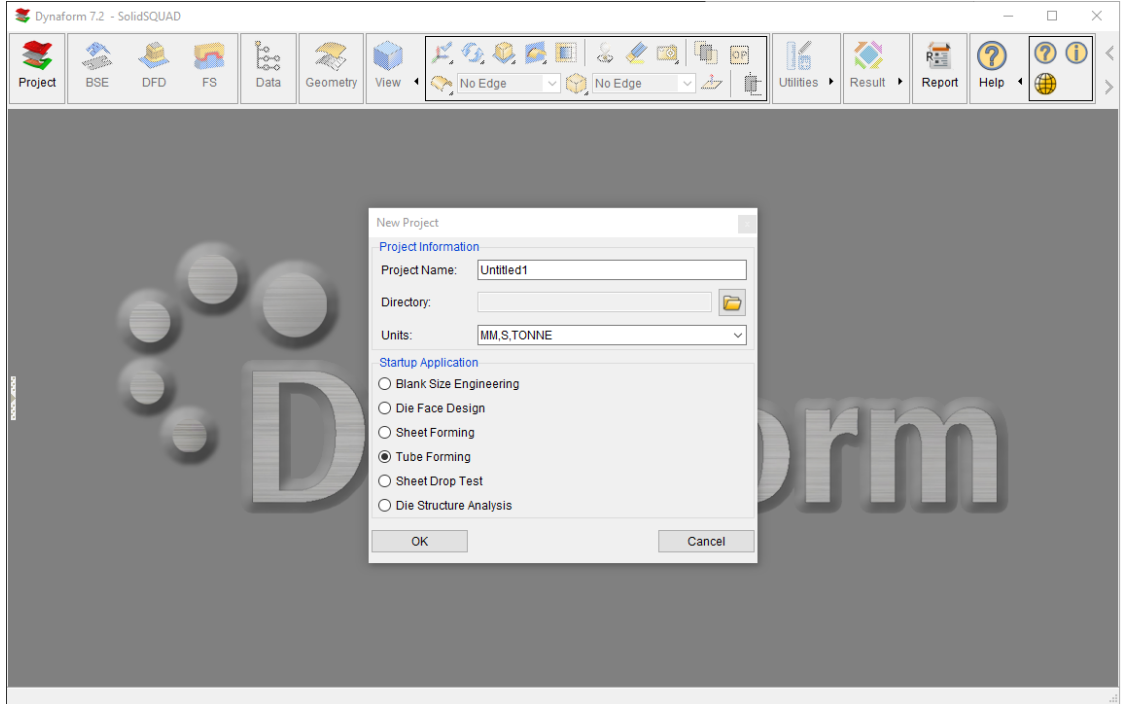 Dynaform 7.2 - SolidSQUAD
Project BSE DFD FS Data Geometry View No Edge No Edge OP Utilities Result R Report Help
New Project
Project Information
Project Name: Untitled1
Directory:
Units: MM,S,TONNE
Startup Application
Blank Size Engineering
Die Face Design
Sheet Forming
Tube Forming
Sheet Drop Test
Die Structure Analysis
OK Cancel
D orm